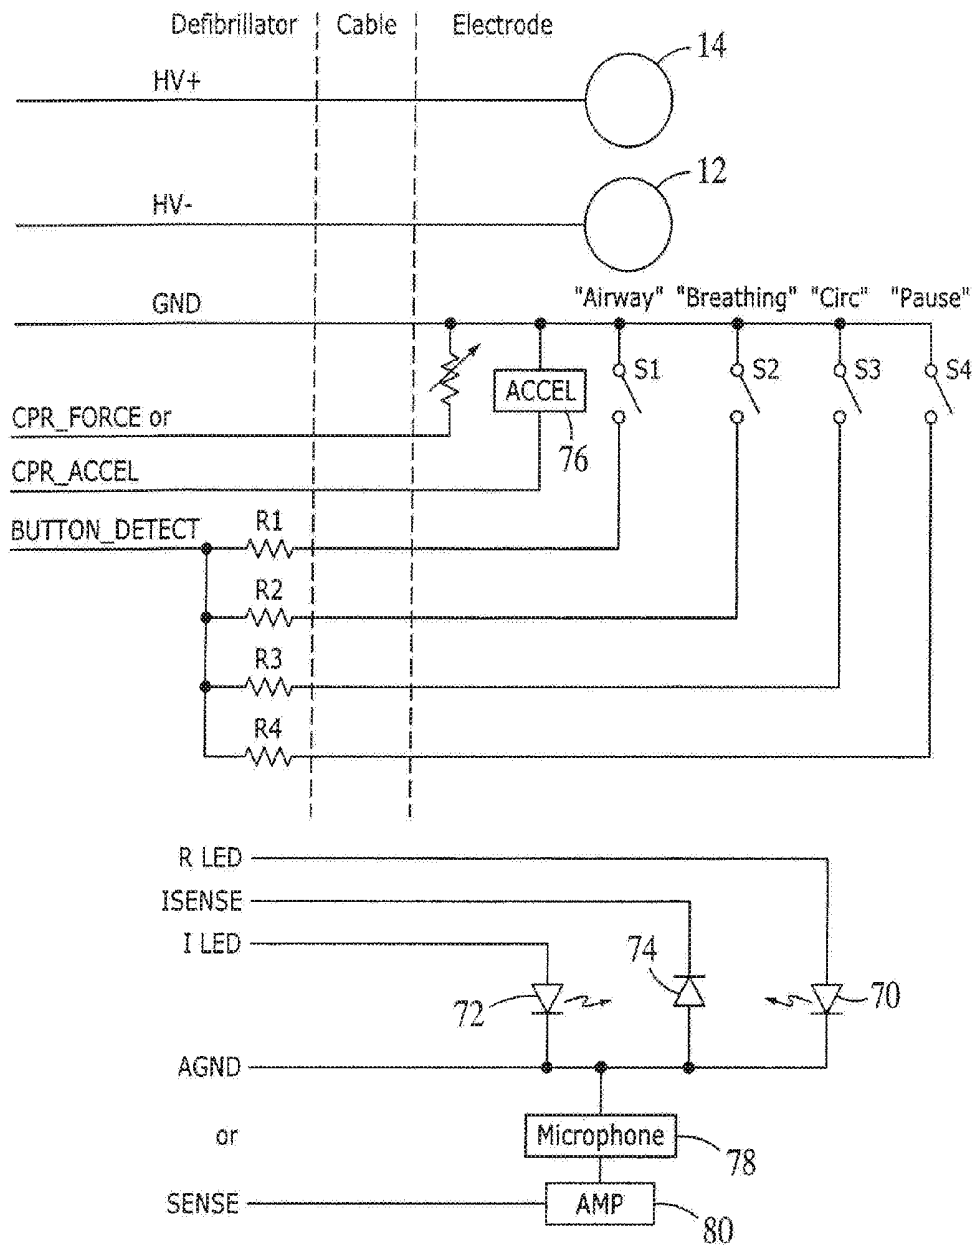 Defibrillator Cable Electrode
14
HV+
12
HV-
GND
"Airway" "Breathing" "Circ" "Pause"
S1 S2 S3 S4
ACCEL
CPR_FORCE or
76
CPR_ACCEL
BUTTON_DETECT
R1
R2
R3
R4
R LED
ISENSE
I LED
74
72
70
AGND
or
Microphone
78
SENSE
AMP
80